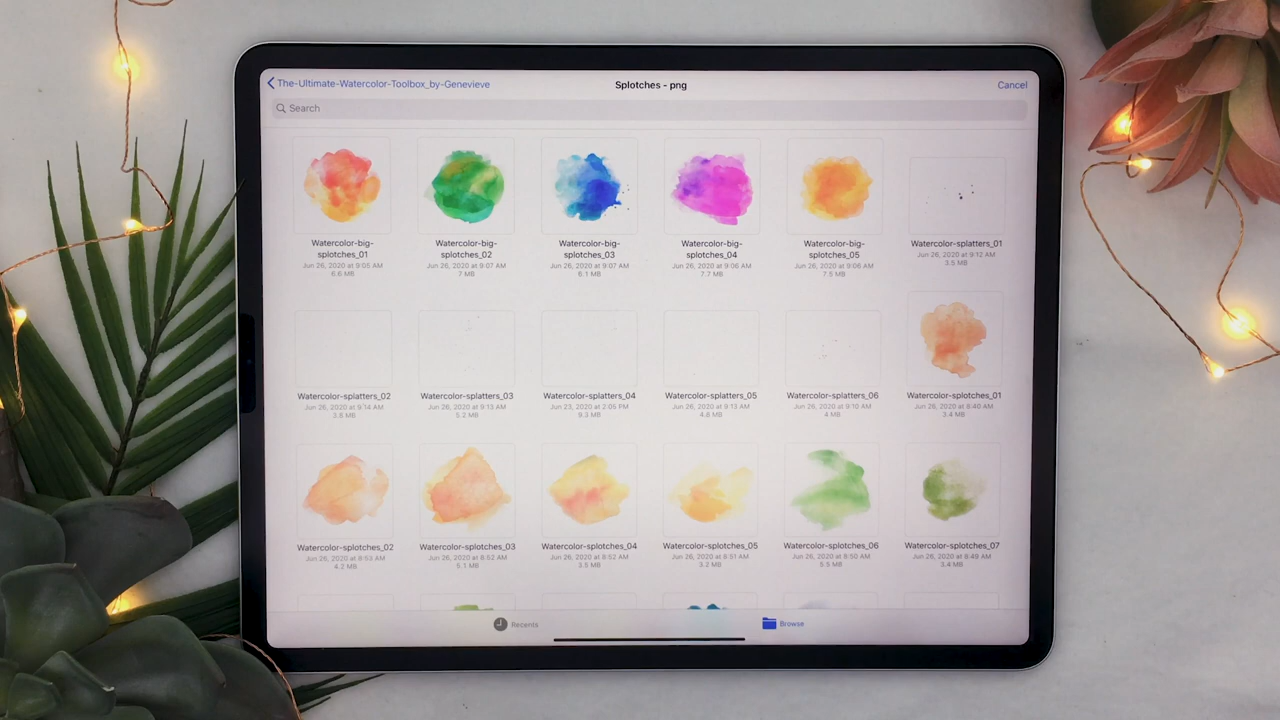 The-Ultimate-Watercolor-Toolbox_by-Genevieve
Splotches - png
Cancel
Search
Watercolor-big-
splotches_01
Jun 26, 2020 at 9:05 AM
6.6 MB
Watercolor-big-
splotches_02
Jun 26, 2020 at 9:07 AM
7 MB
Watercolor-big-
splotches_03
Jun 26, 2020 at 9:07 AM
6.1 MB
Watercolor-big-
splotches_04
Jun 26, 2020 at 9:06 AM
7.7 MB
Watercolor-big-
splotches_05
Jun 26, 2020 at 9:06 AM
7.5 MB
Watercolor-splatters_01
Jun 26, 2020 at 9:12 AM
3.5 MB
Watercolor-splatters_02
Jun 26, 2020 at 9:14 AM
3.8 MB
Watercolor-splatters_03
Jun 26, 2020 at 9:13 AM
5.2 MB
Watercolor-splatters_04
Jun 23, 2020 at 2:05 PM
9.3 MB
Watercolor-splatters_05
Jun 26, 2020 at 9:13 AM
4.8 MB
Watercolor-splatters_06
Jun 26, 2020 at 9:10 AM
4 MB
Watercolor-splotches_01
Jun 26, 2020 at 8:40 AM
3.4 MB
Watercolor-splotches_02
Jun 26, 2020 at 8:53 AM
4.2 MB
Watercolor-splotches_03
Jun 26, 2020 at 8:52 AM
5.1 MB
Watercolor-splotches_04
Jun 26, 2020 at 8:52 AM
3.5 MB
Watercolor-splotches_05
Jun 26, 2020 at 8:51 AM
3.2 MB
Watercolor-splotches_06
Jun 26, 2020 at 8:50 AM
5.5 MB
Watercolor-splotches_07
Jun 26, 2020 at 8:49 AM
3.4 MB
Recents
Browse